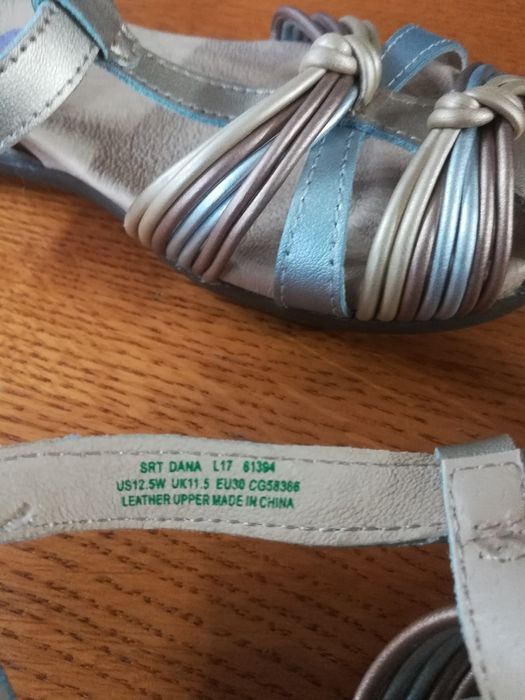 SRT DANA L17 61394
US12.5W UK11.5 EU30 CG58366
LEATHER UPPER MADE IN CHINA